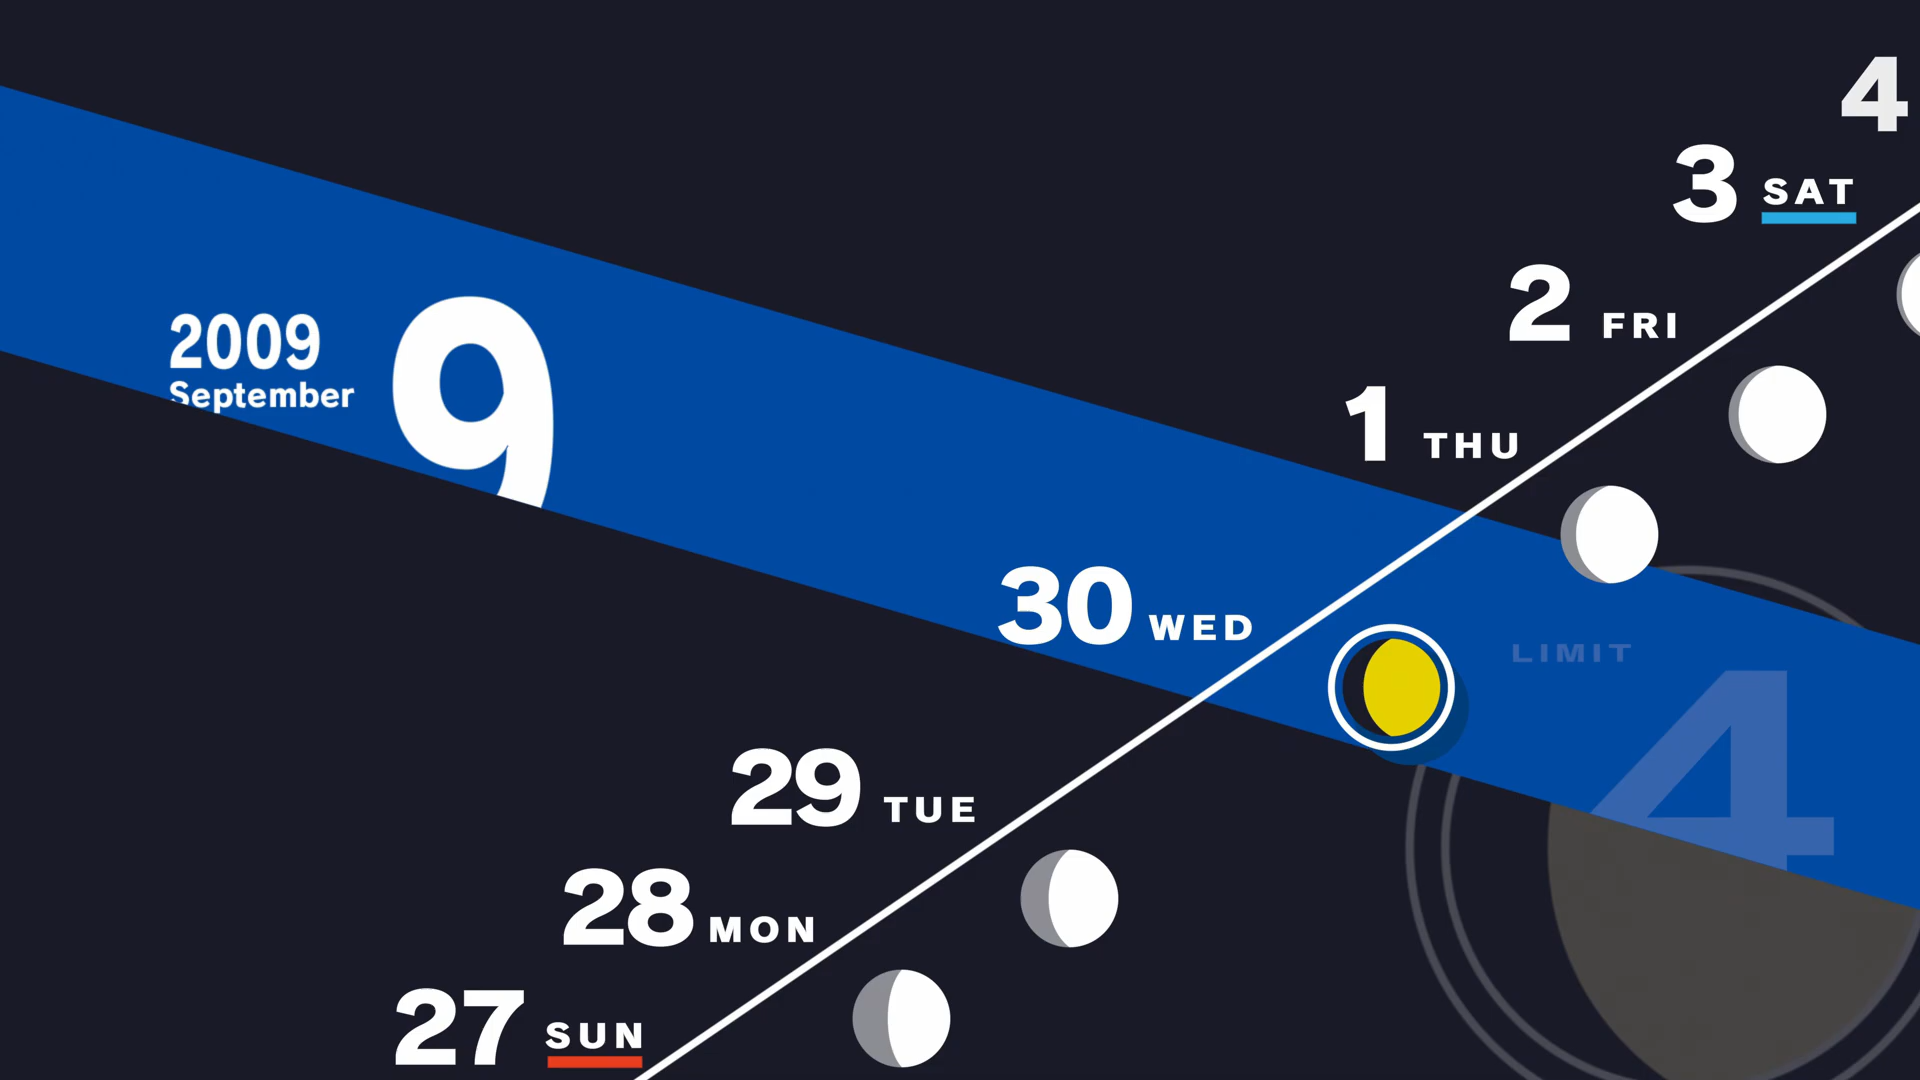 2009
September
9
4
3 SAT
2 FRI
1 THU
30 WED
29 TUE
28 MON
27 SUN
LIMIT
4